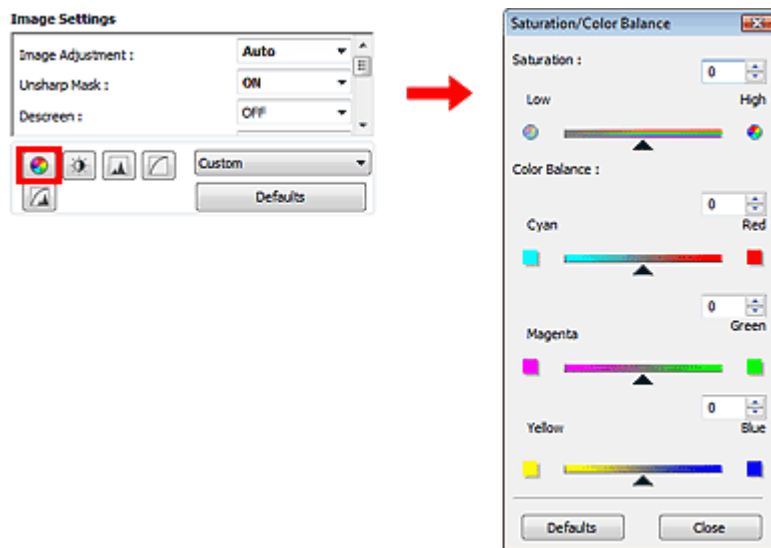 Image Settings
Image Adjustment : Auto
Unsharp Mask : ON
Descreen : OFF
Custom
Defaults
Saturation/Color Balance
Saturation :
0
Low High
Color Balance :
0
Cyan Red
0
Magenta Green
0
Yellow Blue
Defaults Close